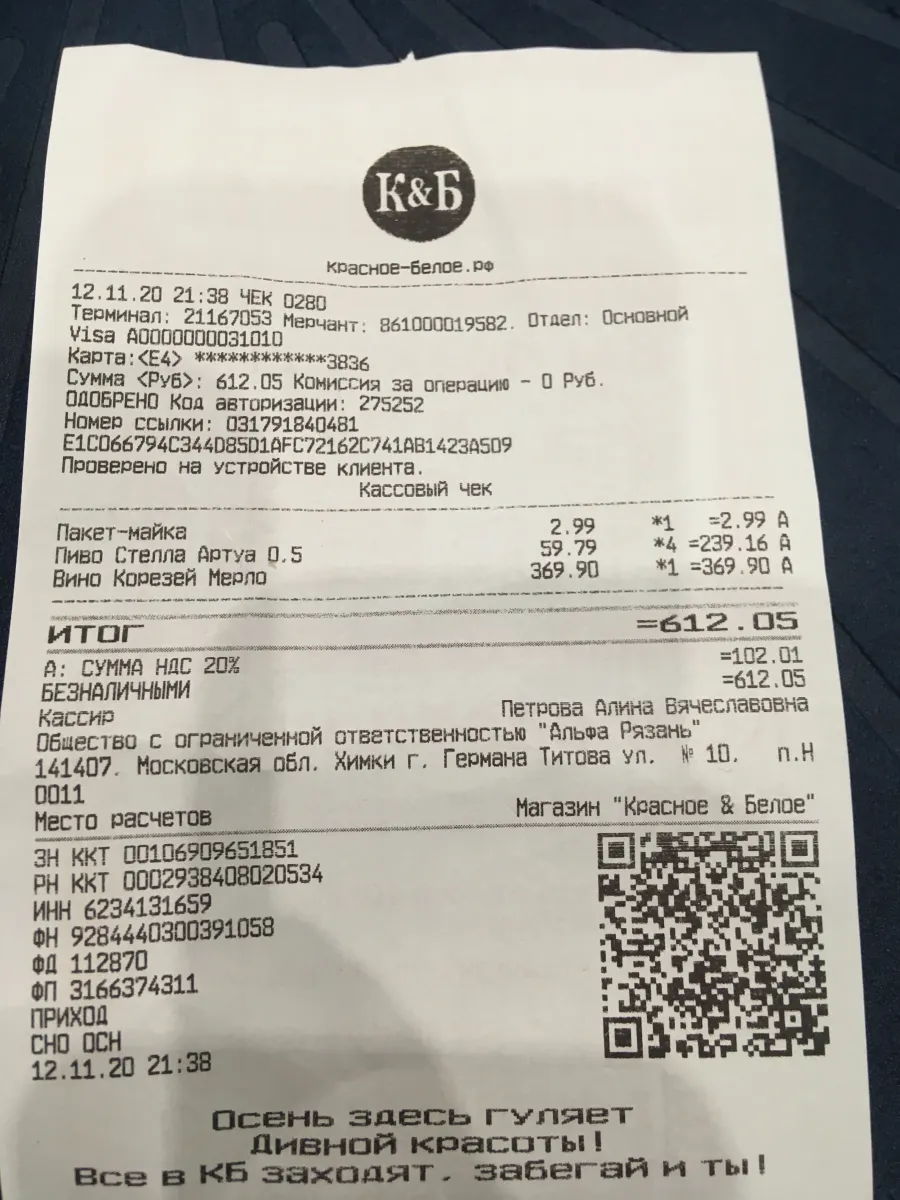 К&Б
красное-белое.рф
12.11.20 21:38 ЧЕК 0280
Терминал: 21167053 Мерчант: 861000019582. Отдел: Основной
Visa A0000000031010
Карта:<E4> ************3836
Сумма <Руб>: 612.05 Комиссия за операцию - 0 Руб.
ОДОБРЕНО Код авторизации: 275252
Номер ссылки: 031791840481
E1C066794C344D85D1AFC72162C741AB1423A5D9
Проверено на устройстве клиента.
Кассовый чек
Пакет-майка 2.99 *1 =2.99 А
Пиво Стелла Артуа 0.5 59.79 *4 =239.16 А
Вино Корезей Мерло 369.90 *1 =369.90 А
ИТОГ =612.05
А: СУММА НДС 20% =102.01
БЕЗНАЛИЧНЫМИ =612.05
Кассир Петрова Алина Вячеславовна
Общество с ограниченной ответственностью "Альфа Рязань"
141407. Московская обл. Химки г. Германа Титова ул. № 10. п.Н
0011
Место расчетов Магазин "Красное & Белое"
ЗН ККТ 00106909651851
РН ККТ 0002938408020534
ИНН 6234131659
ФН 9284440300391058
ФД 112870
ФП 3166374311
ПРИХОД
СНО ОСН
12.11.20 21:38
Осень здесь гуляет
Дивной красоты!
Все в КБ заходят, забегай и ты!